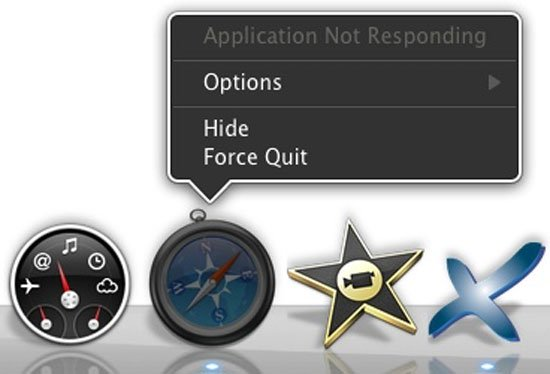 Application Not Responding
Options
Hide
Force Quit
@
N
E
S
W